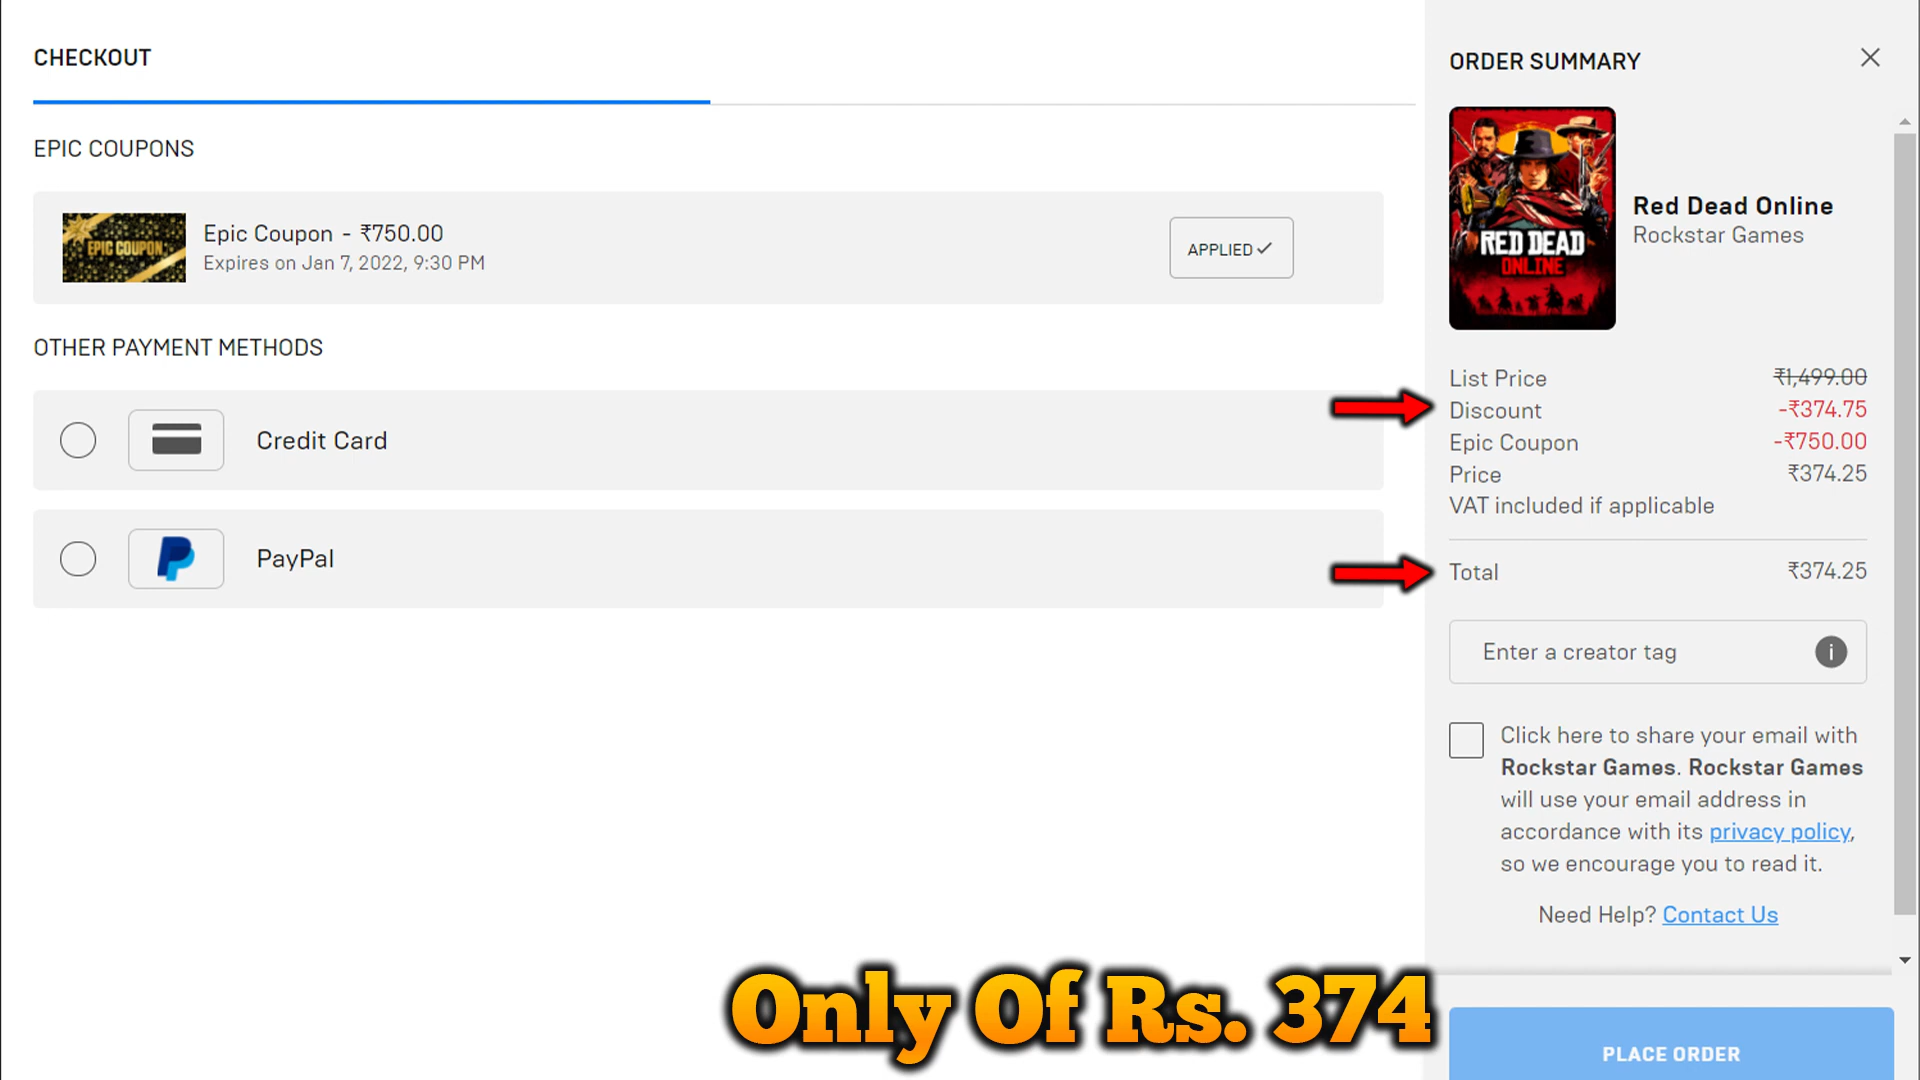 CHECKOUT
EPIC COUPONS
EPIC COUPON
Epic Coupon - ₹750.00
Expires on Jan 7, 2022, 9:30 PM
APPLIED ✓
OTHER PAYMENT METHODS
Credit Card
PayPal
ORDER SUMMARY
RED DEAD
ONLINE
Red Dead Online
Rockstar Games
List Price ₹1,499.00
Discount -₹374.75
Epic Coupon -₹750.00
Price ₹374.25
VAT included if applicable
Total ₹374.25
Enter a creator tag
Click here to share your email with
Rockstar Games. Rockstar Games
will use your email address in
accordance with its privacy policy,
so we encourage you to read it.
Need Help? Contact Us
Only Of Rs. 374
PLACE ORDER